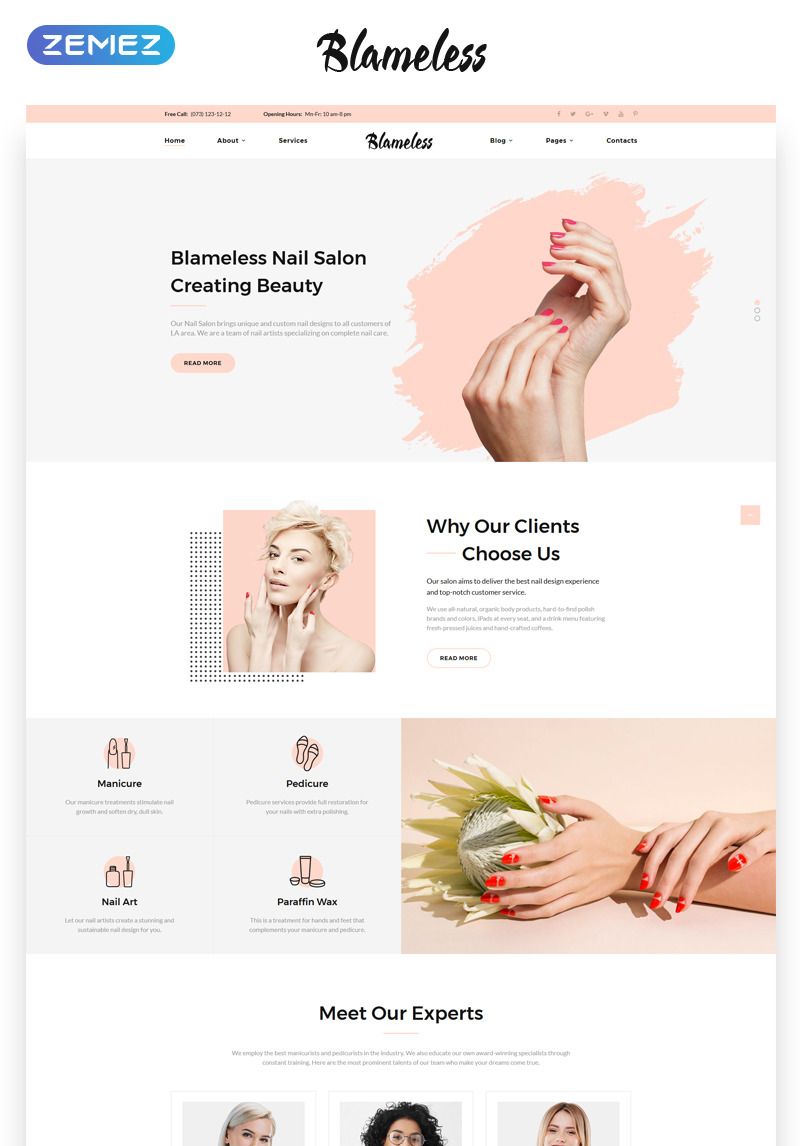 ZEMEZ
Blameless
Free Call: (073) 123-12-12 Opening Hours: Mn-Fr: 10 am-8 pm
Home About Services Blameless Blog Pages Contacts
Blameless Nail Salon
Creating Beauty
Our Nail Salon brings unique and custom nail designs to all customers of
LA area. We are a team of nail artists specializing on complete nail care.
READ MORE
Why Our Clients
Choose Us
Our salon aims to deliver the best nail design experience
and top-notch customer service.
We use all-natural, organic body products, hard-to-find polish
brands and colors, iPads at every seat, and a drink menu featuring
fresh-pressed juices and hand-crafted coffees.
READ MORE
Manicure
Our manicure treatments stimulate nail
growth and soften dry, dull skin.
Pedicure
Pedicure services provide full restoration for
your nails with extra polishing.
Nail Art
Let our nail artists create a stunning and
sustainable nail design for you.
Paraffin Wax
This is a treatment for hands and feet that
complements your manicure and pedicure.
Meet Our Experts
We employ the best manicurists and pedicurists in the industry. We also educate our own award-winning specialists through
constant training. Here are the most prominent talents of our team who make your dreams come true.